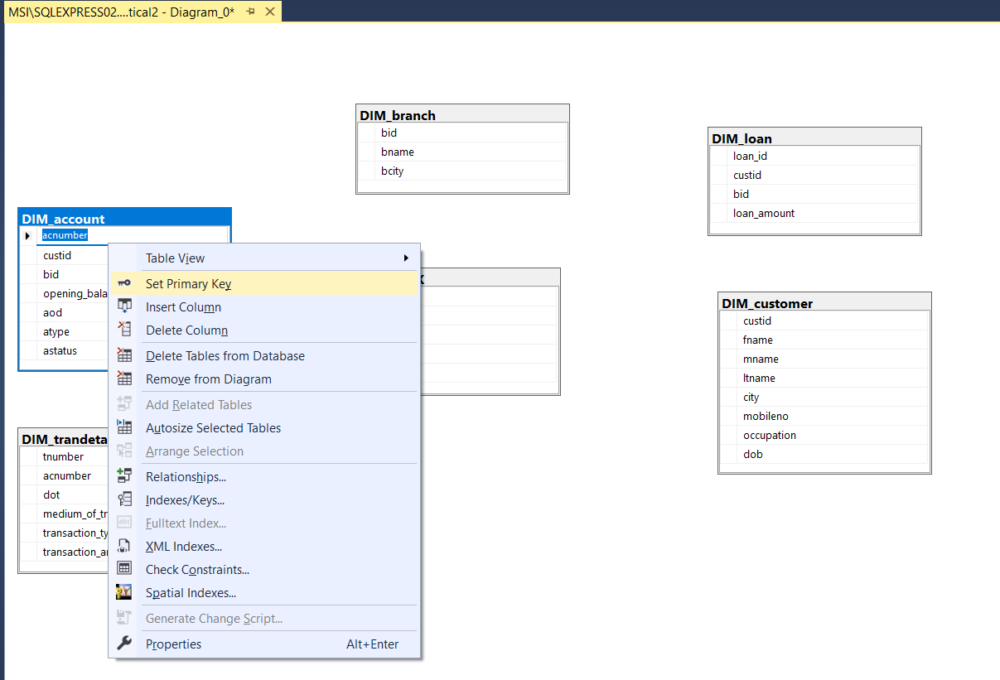 MSI\SQLEXPRESS02....tical2 - Diagram_0*
DIM_branch
bid
bname
bcity
DIM_loan
loan_id
custid
bid
loan_amount
DIM_account
acnumber
custid
bid
opening_bala
aod
atype
astatus
DIM_customer
custid
fname
mname
ltname
city
mobileno
occupation
dob
DIM_trandeta
tnumber
acnumber
dot
medium_of_tr
transaction_ty
transaction_a
Table View
Set Primary Key
Insert Column
Delete Column
Delete Tables from Database
Remove from Diagram
Add Related Tables
Autosize Selected Tables
Arrange Selection
Relationships...
Indexes/Keys...
abc
Fulltext Index...
XML Indexes...
Check Constraints...
Spatial Indexes...
Generate Change Script...
Properties Alt+Enter